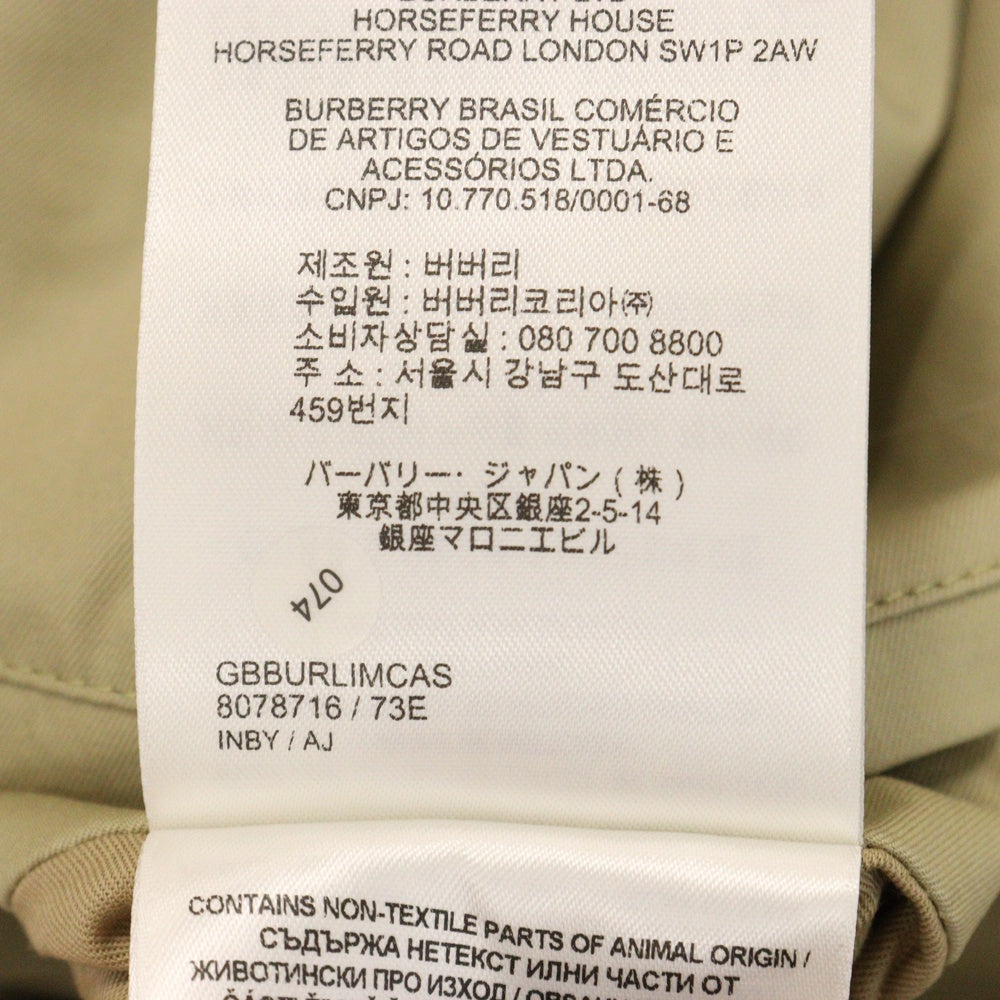 HORSEFERRY HOUSE
HORSEFERRY ROAD LONDON SW1P 2AW
BURBERRY BRASIL COMÉRCIO
DE ARTIGOS DE VESTUÁRIO E
ACESSÓRIOS LTDA.
CNPJ: 10.770.518/0001-68
제조원 : 버버리
수입원 : 버버리코리아㈜
소비자상담실 : 080 700 8800
주 소 : 서울시 강남구 도산대로
459번지
バーバリー・ジャパン ( 株 )
東京都中央区銀座2-5-14
銀座マロニエビル
074
GBBURLIMCAS
8078716 / 73E
INBY / AJ
CONTAINS NON-TEXTILE PARTS OF ANIMAL ORIGIN /
СЪДЪРЖА НЕТЕКСТ ИЛНИ ЧАСТИ ОТ
ЖИВОТИНСКИ ПРО ИЗХОД /